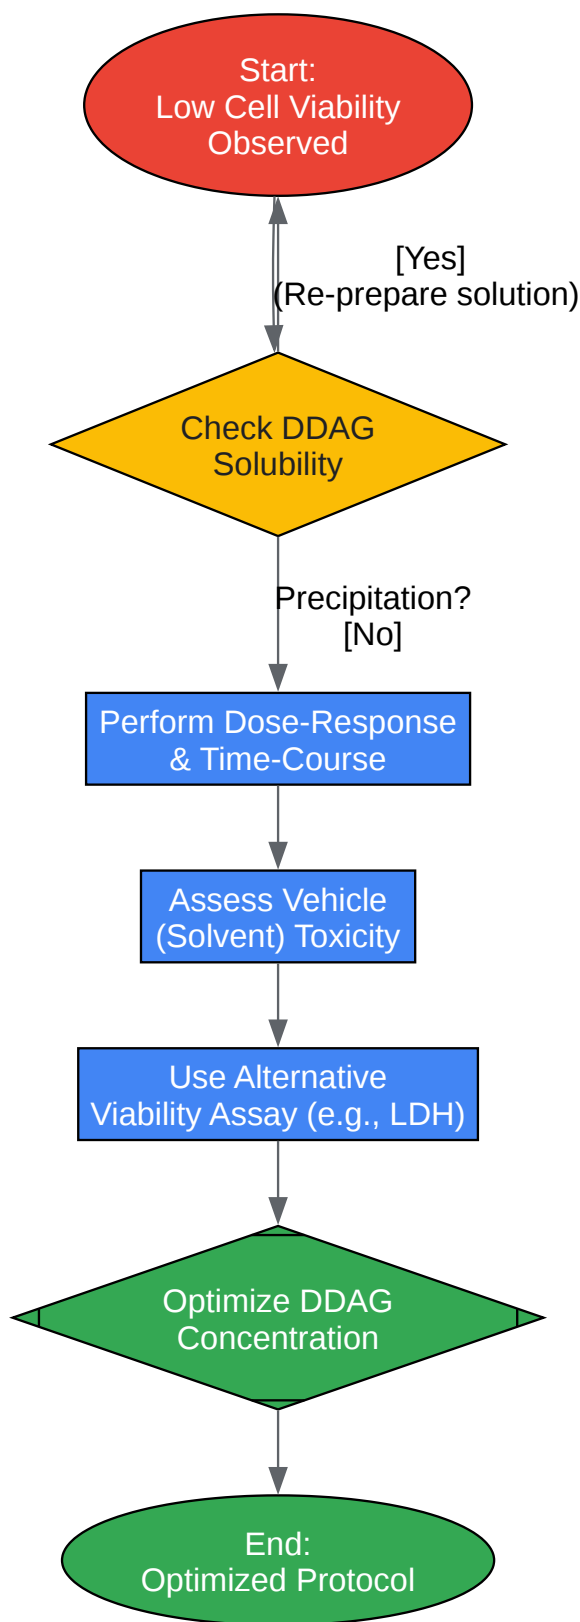 Start:
Low Cell Viability
Observed
[Yes]
(Re-prepare solution)
Check DDAG
Solubility
Precipitation?
[No]
Perform Dose-Response
& Time-Course
Assess Vehicle
(Solvent) Toxicity
Use Alternative
Viability Assay (e.g., LDH)
Optimize DDAG
Concentration
End:
Optimized Protocol